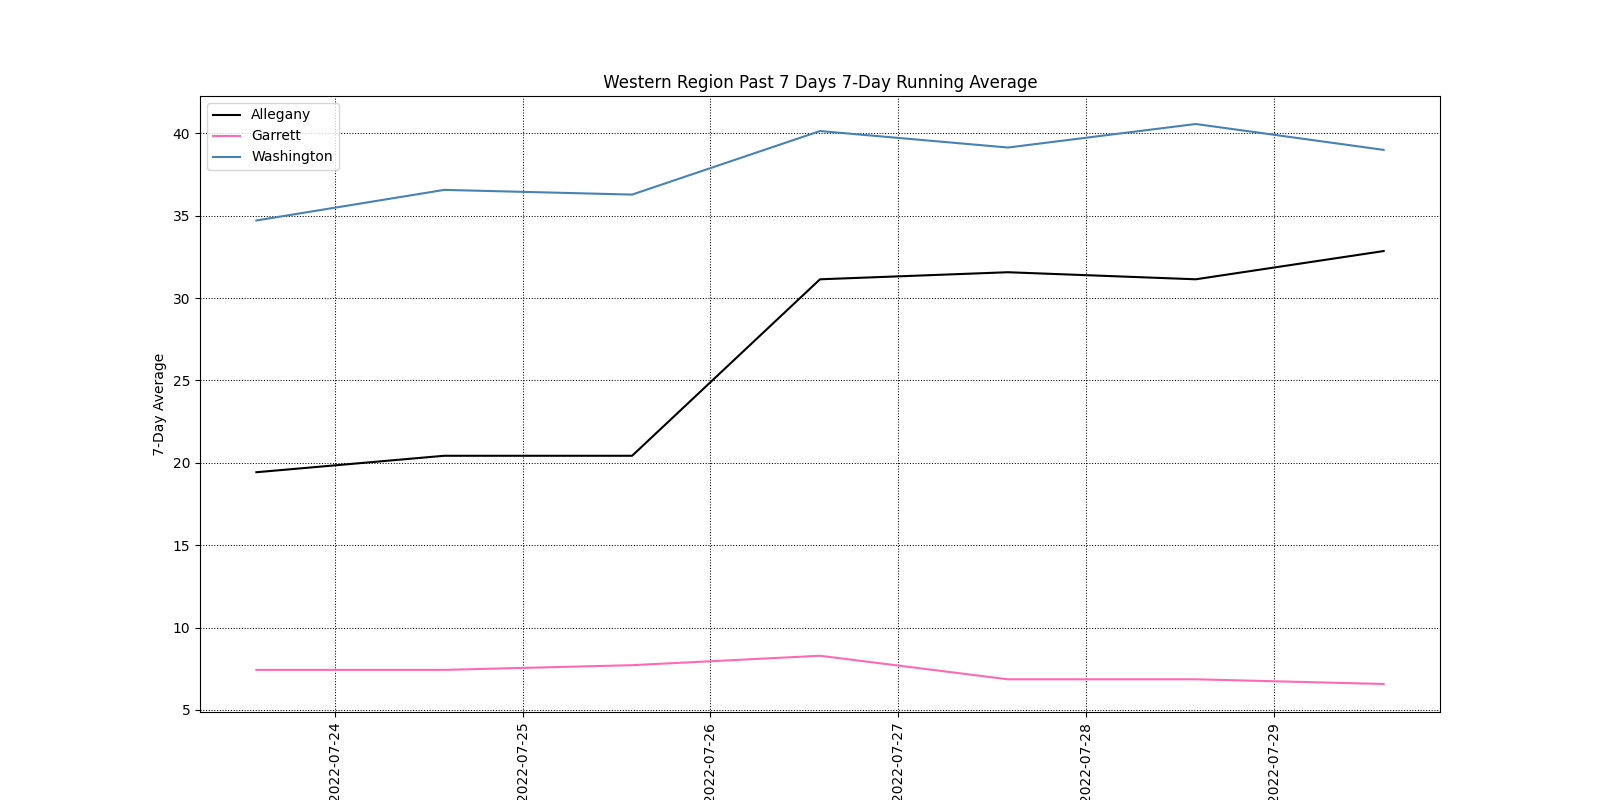 Western Region Past 7 Days 7-Day Running Average
Allegany
Garrett
Washington
7-Day Average
40
35
30
25
20
15
10
5
2022-07-24
2022-07-25
2022-07-26
2022-07-27
2022-07-28
2022-07-29